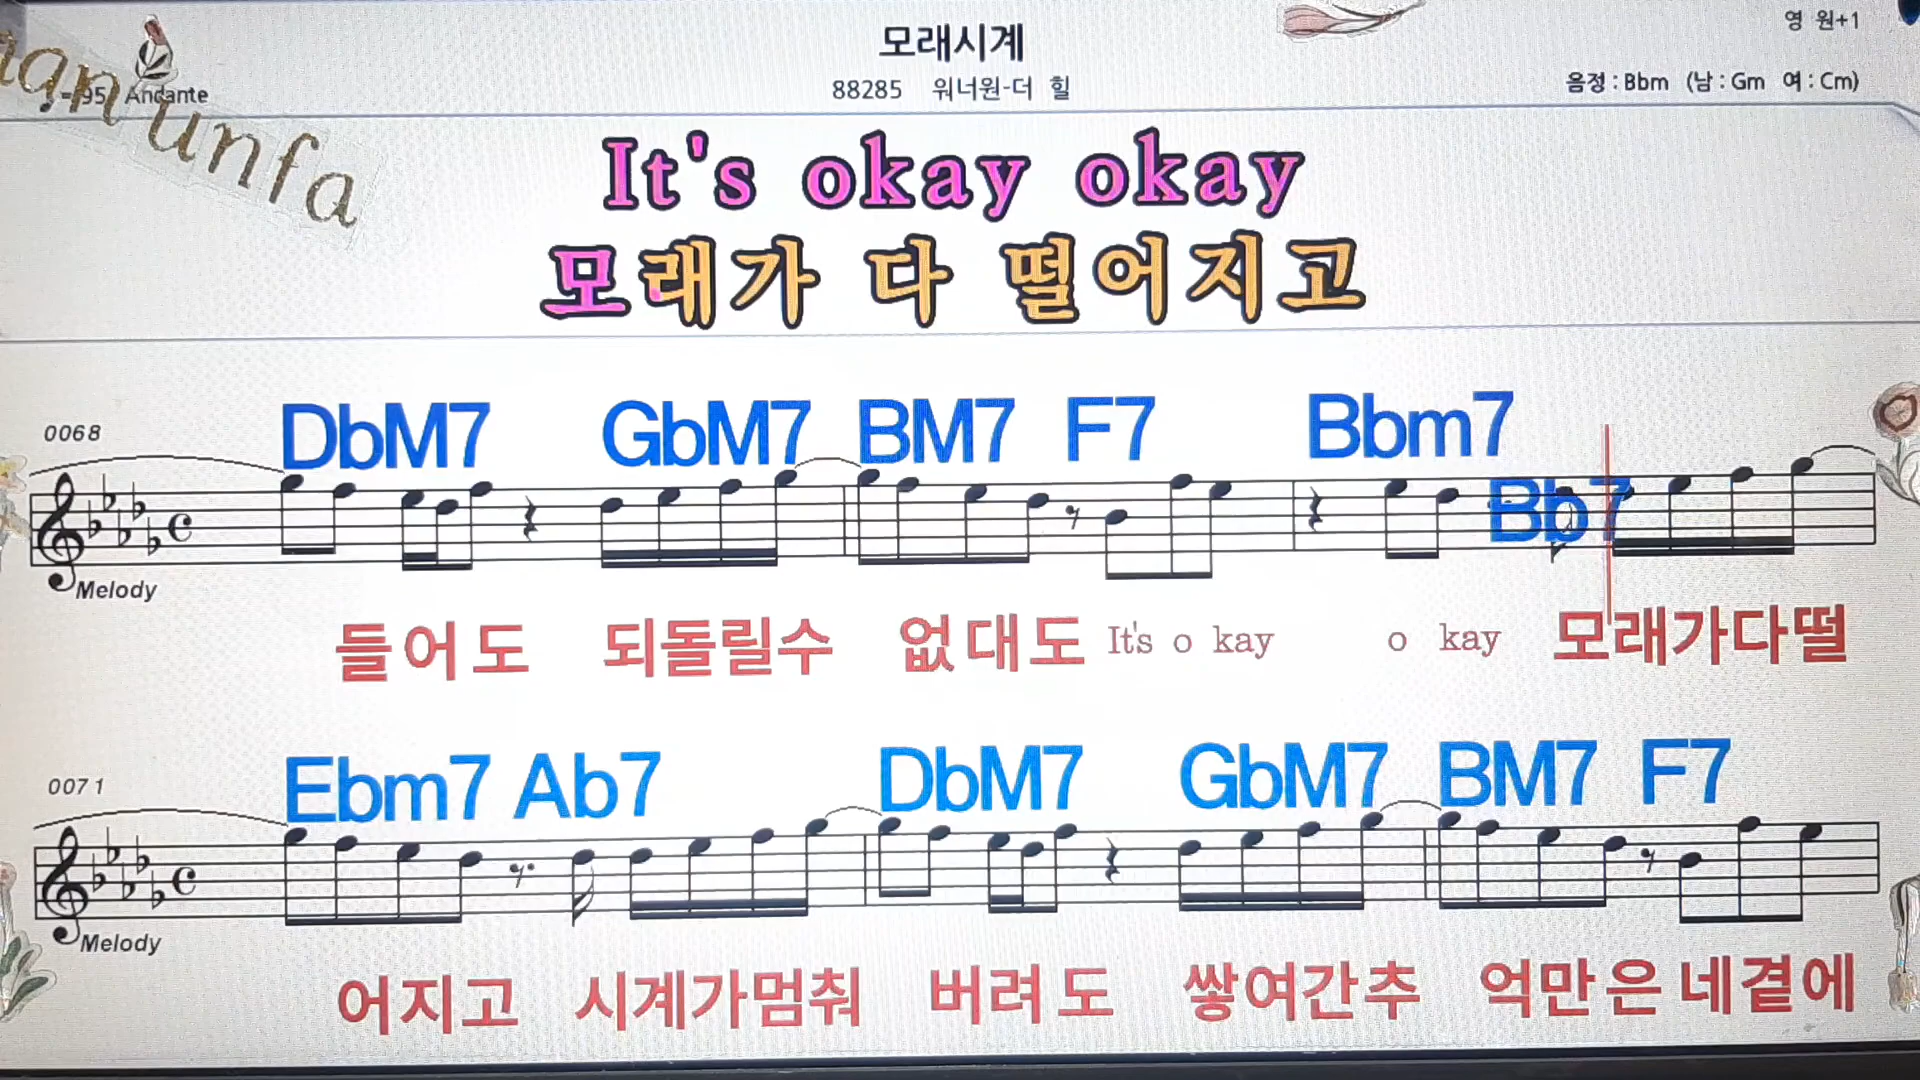 영 원+1
모래시계
88285 워너원-더 힐
음정 : Bbm (남 : Gm 여 : Cm)
= 95 Andante
unfa
It's okay okay
모래가 다 떨어지고
DbM7 GbM7 BM7 F7 Bbm7
0068
Bb7
Melody
들어도 되돌릴수 없대도 It's o kay o kay 모래가다떨
Ebm7 Ab7 DbM7 GbM7 BM7 F7
0071
Melody
어지고 시계가멈춰 버려도 쌓여간추 억만은네곁에